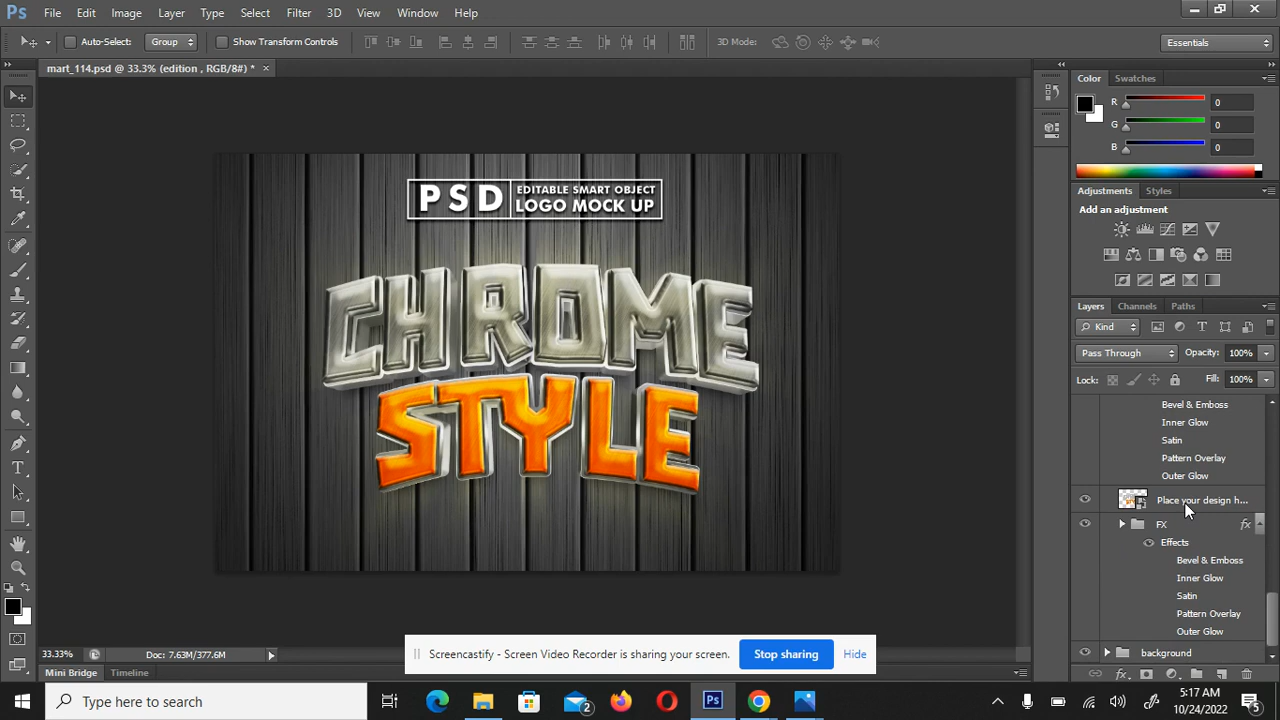 Ps File Edit Image Layer Type Select Filter 3D View Window Help
Auto-Select: Group Show Transform Controls 3D Mode: Essentials
mart_114.psd @ 33.3% (edition , RGB/8#) *
Color Swatches
R 0
G 0
B 0
Adjustments Styles
Add an adjustment
Layers Channels Paths
Kind
Pass Through Opacity: 100%
Lock: Fill: 100%
Bevel & Emboss
Inner Glow
Satin
Pattern Overlay
Outer Glow
Place your design h...
FX fx
Effects
Bevel & Emboss
Inner Glow
Satin
Pattern Overlay
Outer Glow
background
PSD EDITABLE SMART OBJECT
LOGO MOCK UP
CHROME
STYLE
33.33% Doc: 7.63M/377.6M
Mini Bridge Timeline
Screencastify - Screen Video Recorder is sharing your screen. Stop sharing Hide
Type here to search
2
Ps
5:17 AM
10/24/2022
5